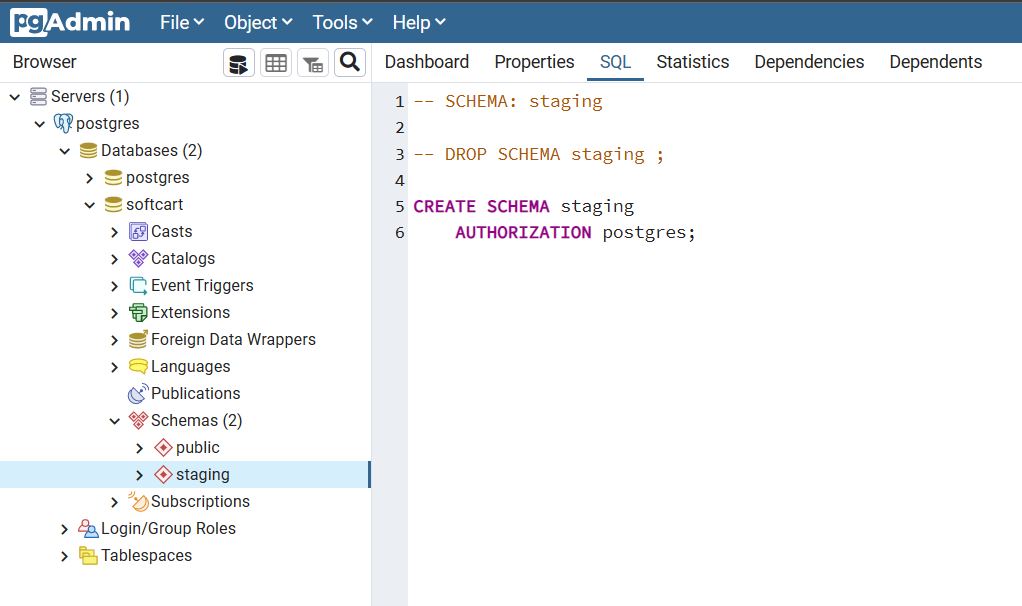 pgAdmin File Object Tools Help
Browser
Dashboard Properties SQL Statistics Dependencies Dependents
Servers (1)
postgres
Databases (2)
postgres
softcart
Casts
Catalogs
Event Triggers
Extensions
Foreign Data Wrappers
Languages
Publications
Schemas (2)
public
staging
Subscriptions
Login/Group Roles
Tablespaces
1 -- SCHEMA: staging
2
3 -- DROP SCHEMA staging ;
4
5 CREATE SCHEMA staging
6 AUTHORIZATION postgres;